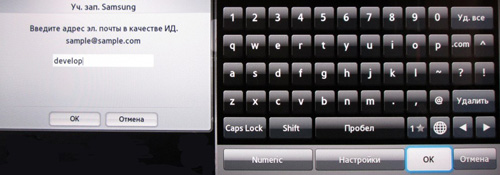 Уч. зап. Samsung
Введите адрес эл. почты в качестве ИД.
sample@sample.com
develop
OK Отмена
1 2 3 4 5 6 7 8 9 0 Уд. все
q w e r t y u i o p .com ^
a s d f g h j k l ~ ? !
z x c v b n m , . _ @ Удалить
Caps Lock Shift Пробел 1★ ◀ ▶
Numeric Настройки OK Отмена